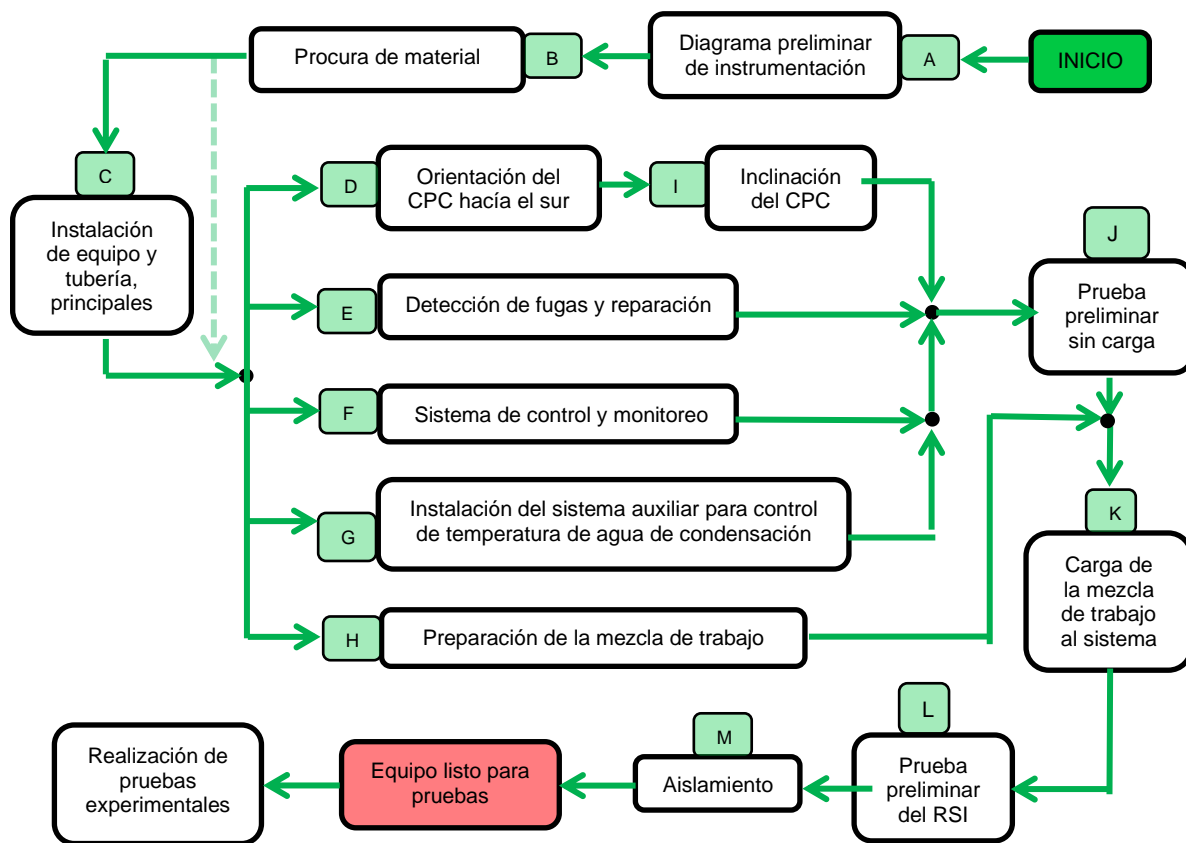 INICIO
A
Diagrama preliminar
de instrumentación
B
Procura de material
C
Instalación
de equipo y
tubería,
principales
D
Orientación del
CPC hacía el sur
I
Inclinación
del CPC
E
Detección de fugas y reparación
F
Sistema de control y monitoreo
G
Instalación del sistema auxiliar para control
de temperatura de agua de condensación
H
Preparación de la mezcla de trabajo
J
Prueba
preliminar
sin carga
K
Carga de
la mezcla
de trabajo
al sistema
L
Prueba
preliminar
del RSI
M
Aislamiento
Equipo listo para
pruebas
Realización de
pruebas
experimentales